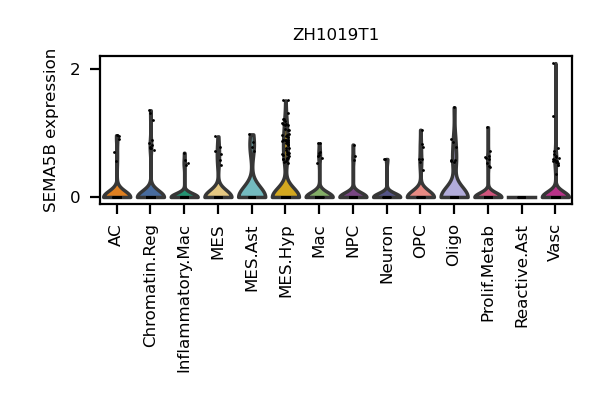 ZH1019T1
SEMA5B expression
2
0
AC
Chromatin.Reg
Inflammatory.Mac
MES
MES.Ast
MES.Hyp
Mac
NPC
Neuron
OPC
Oligo
Prolif.Metab
Reactive.Ast
Vasc